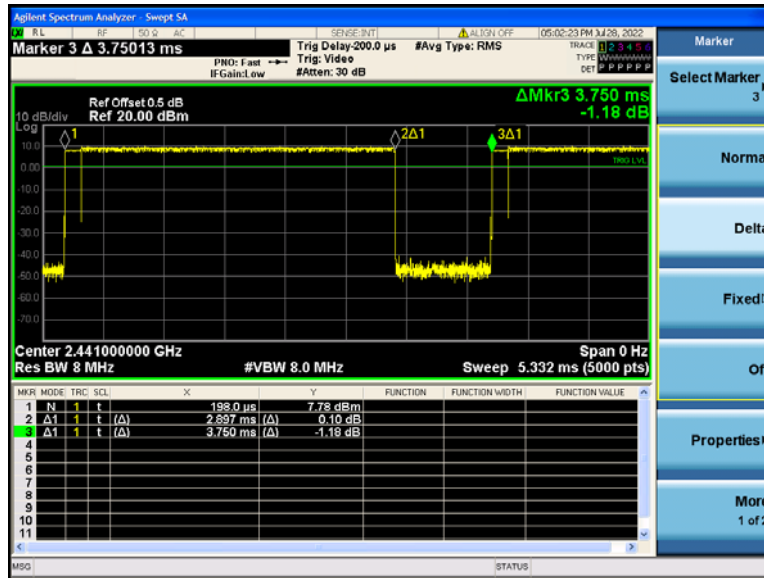 Agilent Spectrum Analyzer - Swept SA
RL RF 50 Ω AC SENSE:INT ALIGN OFF 05:02:23 PM Jul 28, 2022
Marker 3 Δ 3.75013 ms
PNO: Fast
IFGain:Low
Trig Delay-200.0 µs
Trig: Video
#Atten: 30 dB
#Avg Type: RMS
TRACE 1 2 3 4 5 6
TYPE W
DET P P P P P P
Marker
Select Marker
3
Norma
Delta
Fixed
Of
Properties
More
1 of 2
10 dB/div
Log
Ref Offset 0.5 dB
Ref 20.00 dBm
ΔMkr3 3.750 ms
-1.18 dB
1
2Δ1
3Δ1
TRIG LVL
10.0
0.00
-10.0
-20.0
-30.0
-40.0
-50.0
-60.0
-70.0
Center 2.441000000 GHz
Span 0 Hz
Res BW 8 MHz #VBW 8.0 MHz Sweep 5.332 ms (5000 pts)
MKR MODE TRC SCL X Y FUNCTION FUNCTION WIDTH FUNCTION VALUE
1 N 1 t 198.0 µs 7.78 dBm
2 Δ1 1 t (Δ) 2.897 ms (Δ) 0.10 dB
3 Δ1 1 t (Δ) 3.750 ms (Δ) -1.18 dB
4
5
6
7
8
9
10
11
MSG STATUS